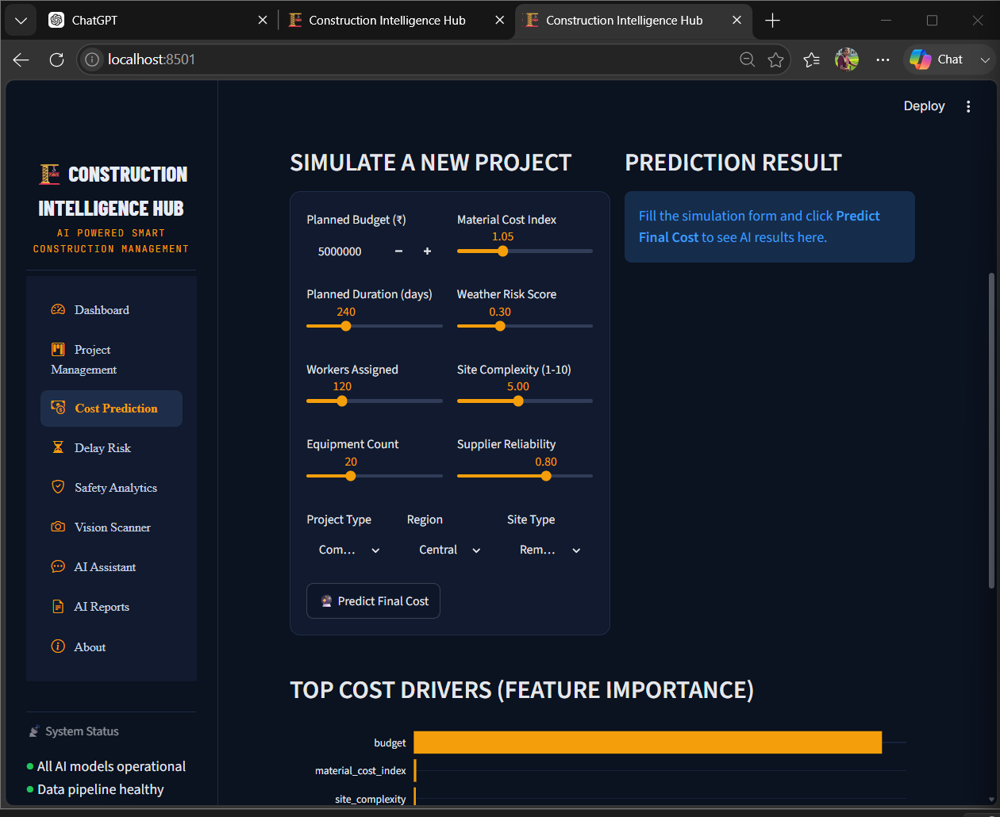 ChatGPT
Construction Intelligence Hub
Construction Intelligence Hub
localhost:8501
Chat
Deploy
CONSTRUCTION
INTELLIGENCE HUB
AI POWERED SMART
CONSTRUCTION MANAGEMENT
Dashboard
Project
Management
Cost Prediction
Delay Risk
Safety Analytics
Vision Scanner
AI Assistant
AI Reports
About
System Status
All AI models operational
Data pipeline healthy
SIMULATE A NEW PROJECT
Planned Budget (₹)
5000000
Material Cost Index
1.05
Planned Duration (days)
240
Weather Risk Score
0.30
Workers Assigned
120
Site Complexity (1-10)
5.00
Equipment Count
20
Supplier Reliability
0.80
Project Type
Com...
Region
Central
Site Type
Rem...
Predict Final Cost
PREDICTION RESULT
Fill the simulation form and click Predict
Final Cost to see AI results here.
TOP COST DRIVERS (FEATURE IMPORTANCE)
budget
material_cost_index
site_complexity